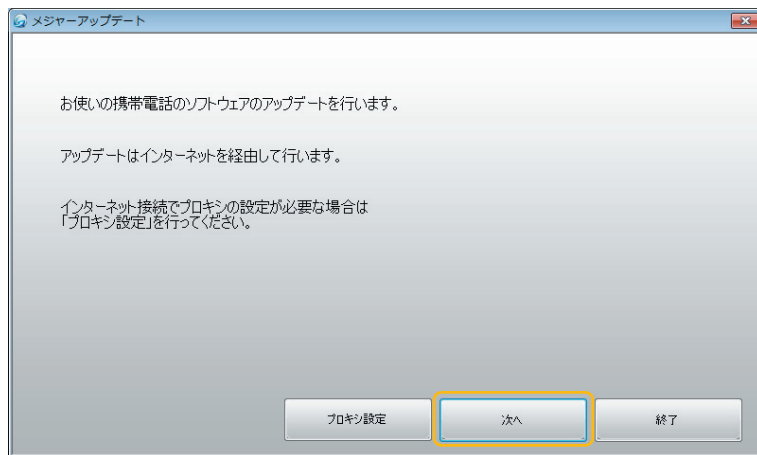 メジャーアップデート
お使いの携帯電話のソフトウェアのアップデートを行います。
アップデートはインターネットを経由して行います。
インターネット接続でプロキシの設定が必要な場合は
「プロキシ設定」を行ってください。
プロキシ設定
次へ
終了